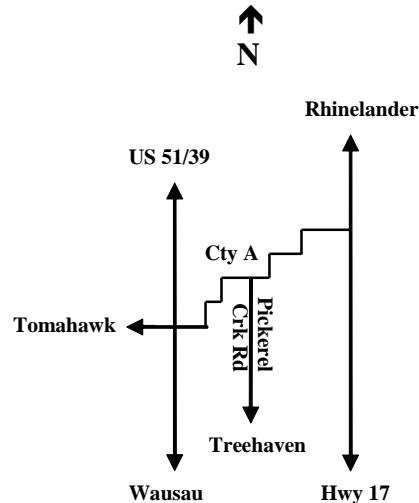 N
Rhinelander
US 51/39
Cty A
Pickerel
Crk Rd
Tomahawk
Treehaven
Wausau
Hwy 17